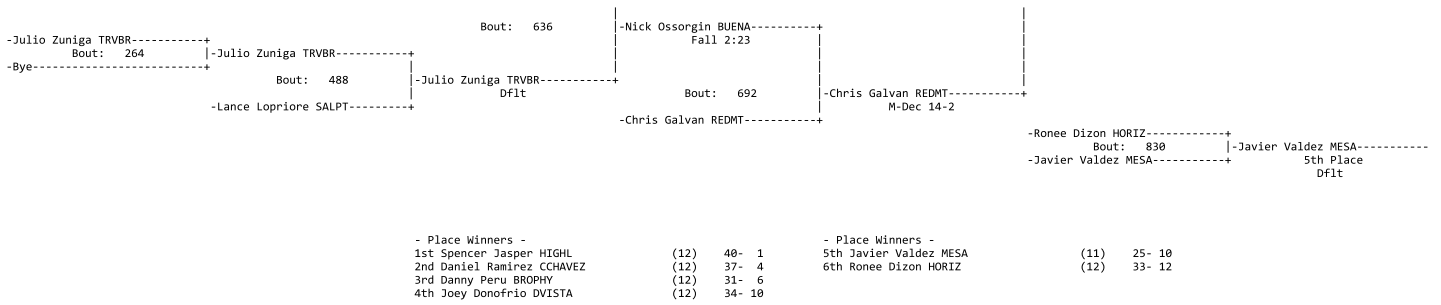 Bout: 636 |-Nick Ossorgin BUENA----------+
-Julio Zuniga TRVBR-----------+ Fall 2:23
Bout: 264 |-Julio Zuniga TRVBR-----------+
-Bye--------------------------+
Bout: 488 |-Julio Zuniga TRVBR-----------+
Dflt Bout: 692 |-Chris Galvan REDMT-----------+
-Lance Lopriore SALPT---------+ M-Dec 14-2
-Chris Galvan REDMT-----------+
-Ronee Dizon HORIZ------------+
Bout: 830 |-Javier Valdez MESA-----------
-Javier Valdez MESA-----------+ 5th Place
Dflt
- Place Winners - - Place Winners -
1st Spencer Jasper HIGHL (12) 40- 1 5th Javier Valdez MESA (11) 25- 10
2nd Daniel Ramirez CCHAVEZ (12) 37- 4 6th Ronee Dizon HORIZ (12) 33- 12
3rd Danny Peru BROPHY (12) 31- 6
4th Joey Donofrio DVISTA (12) 34- 10